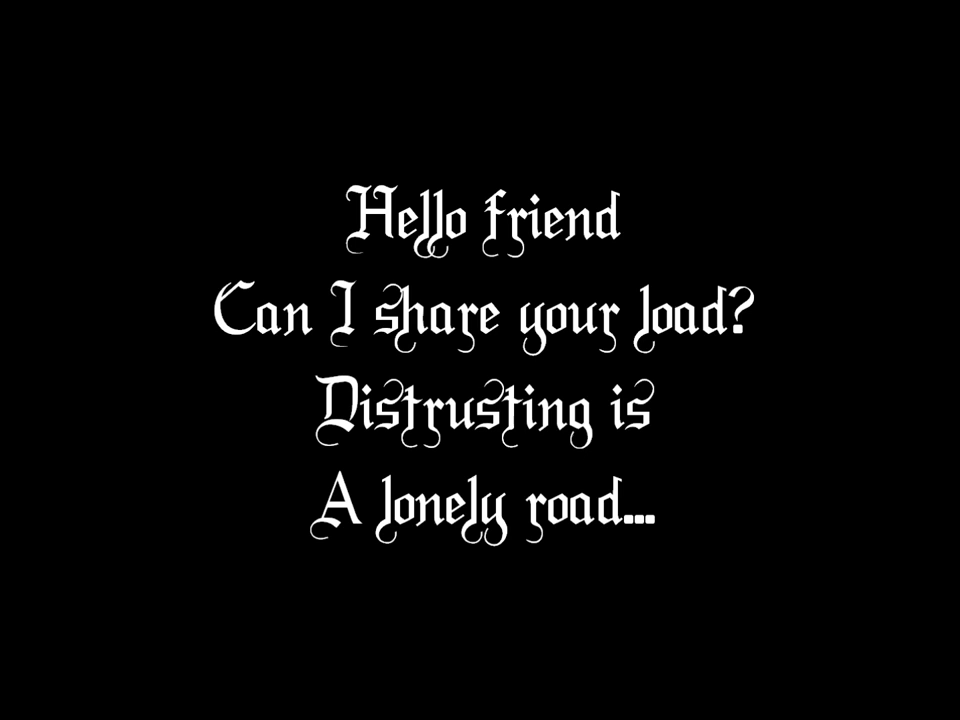 Hello friend
Can I share your load?
Distrusting is
A lonely road...